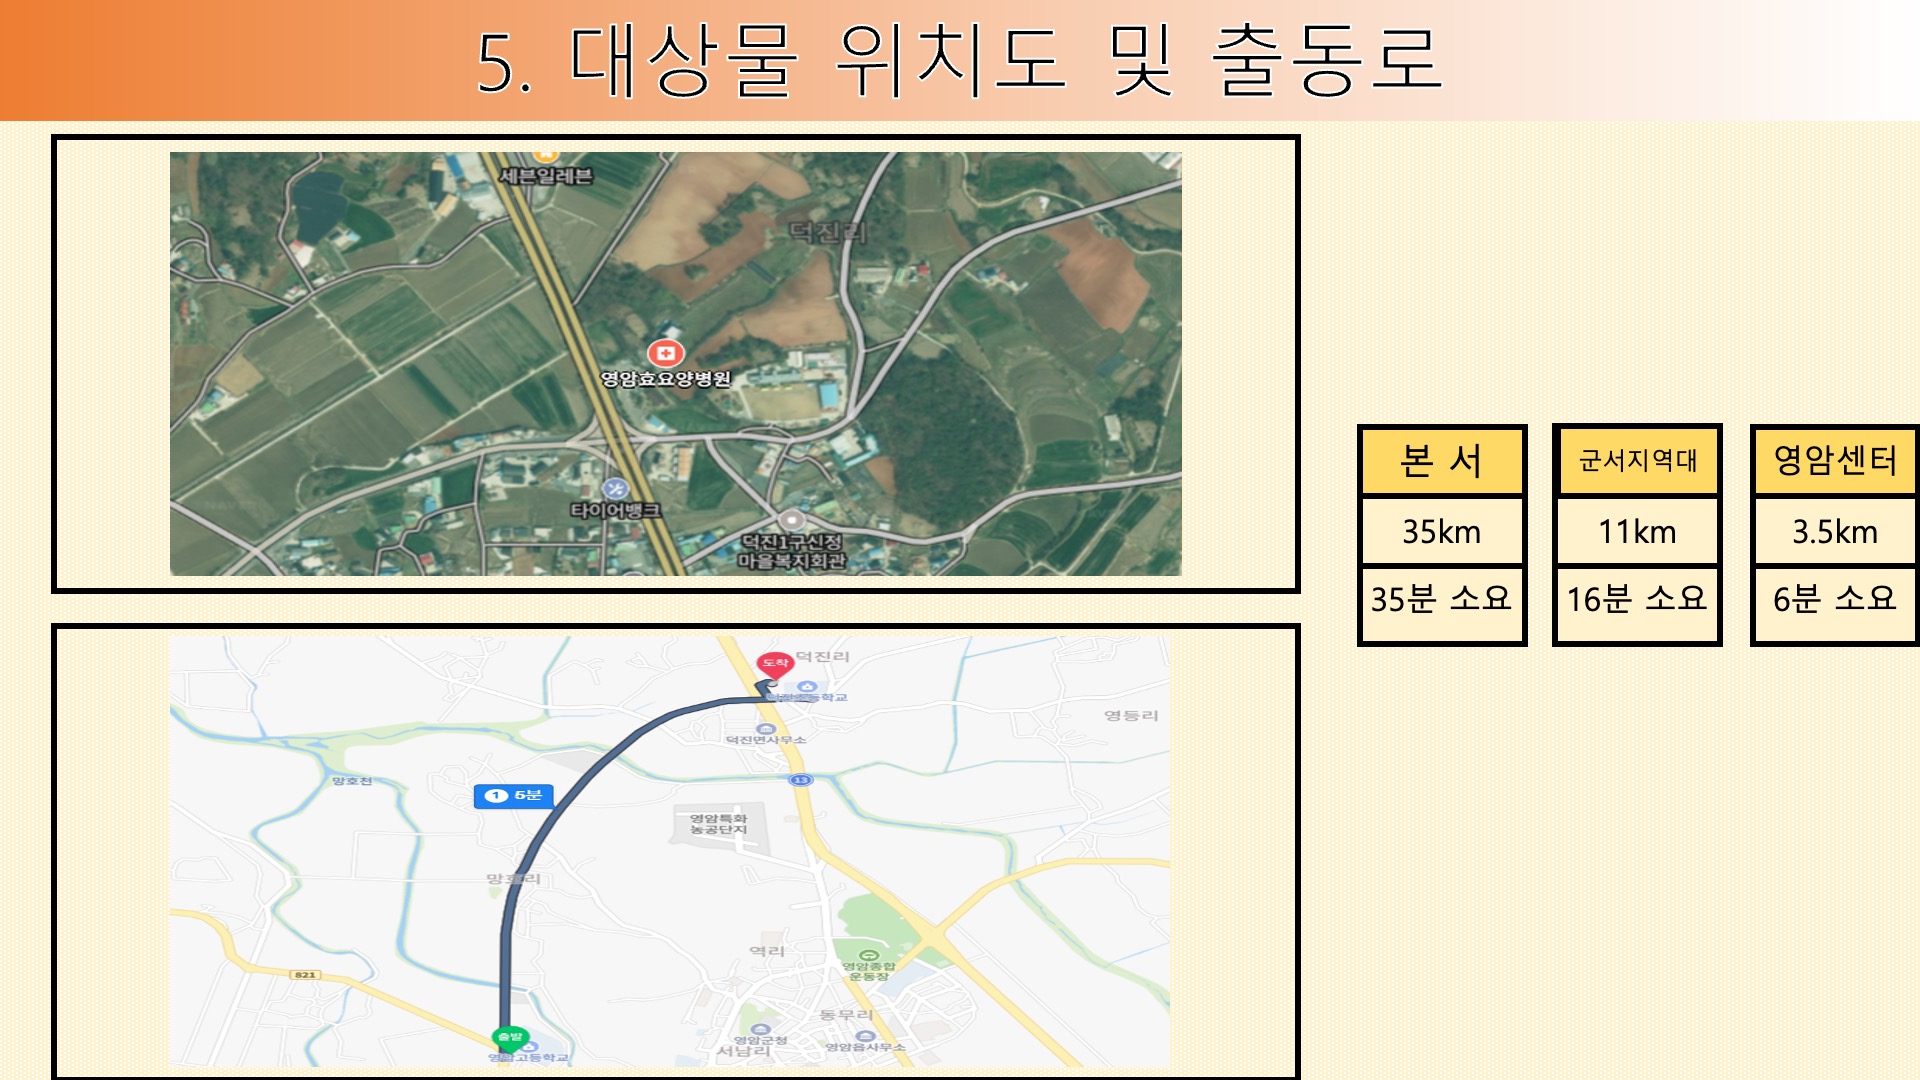 5. 대상물 위치도 및 출동로
세븐일레븐
덕진리
영암효요양병원
타이어뱅크
덕진1구신정
마을복지회관
본 서
35km
35분 소요
군서지역대
11km
16분 소요
영암센터
3.5km
6분 소요
도착
덕진리
덕진초등학교
영등리
덕진면사무소
13
망호천
1 5분
영암특화
농공단지
망호리
역리
영암종합
운동장
821
동무리
출발
영암고등학교
영암군청
서남리
영암읍사무소